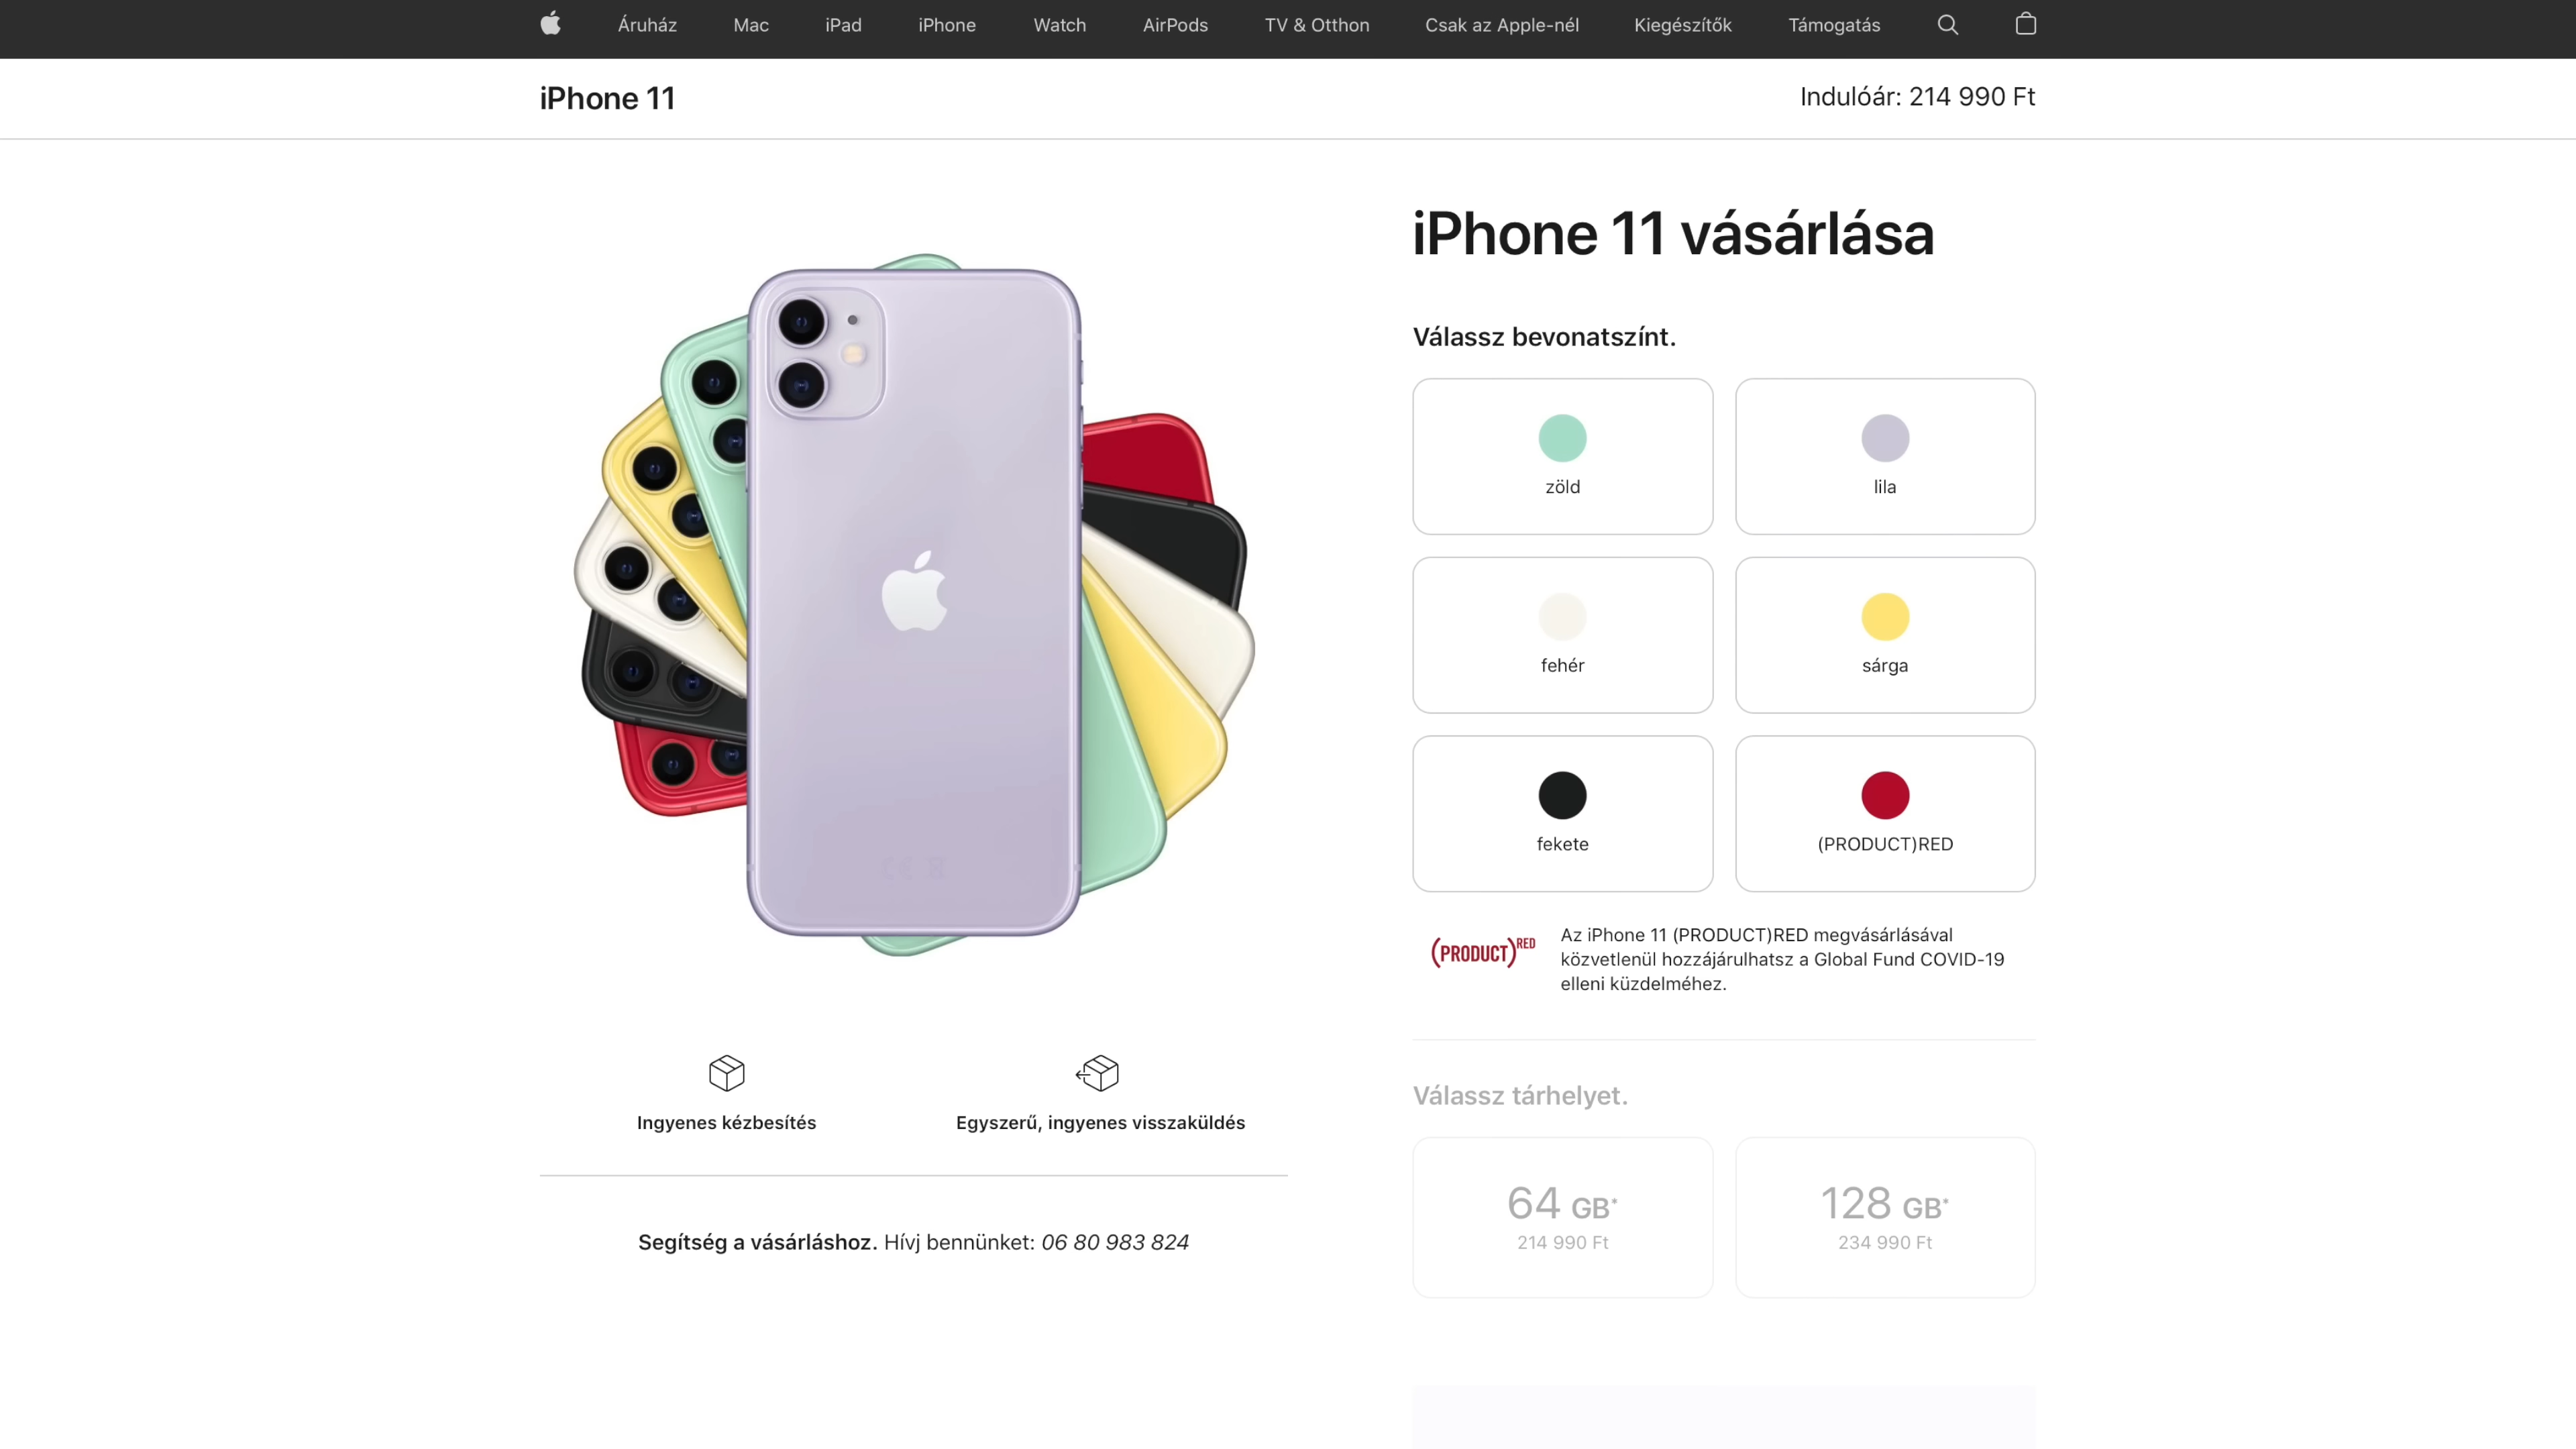 Áruház Mac iPad iPhone Watch AirPods TV & Otthon Csak az Apple-nél Kiegészítők Támogatás
iPhone 11
Indulóár: 214 990 Ft
iPhone 11 vásárlása
Válassz bevonatszínt.
zöld
lila
fehér
sárga
fekete
(PRODUCT)RED
(PRODUCT)RED
Az iPhone 11 (PRODUCT)RED megvásárlásával
közvetlenül hozzájárulhatsz a Global Fund COVID-19
elleni küzdelméhez.
Ingyenes kézbesítés
Egyszerű, ingyenes visszaküldés
Segítség a vásárláshoz. Hívj bennünket: 06 80 983 824
Válassz tárhelyet.
64 GB*
214 990 Ft
128 GB*
234 990 Ft